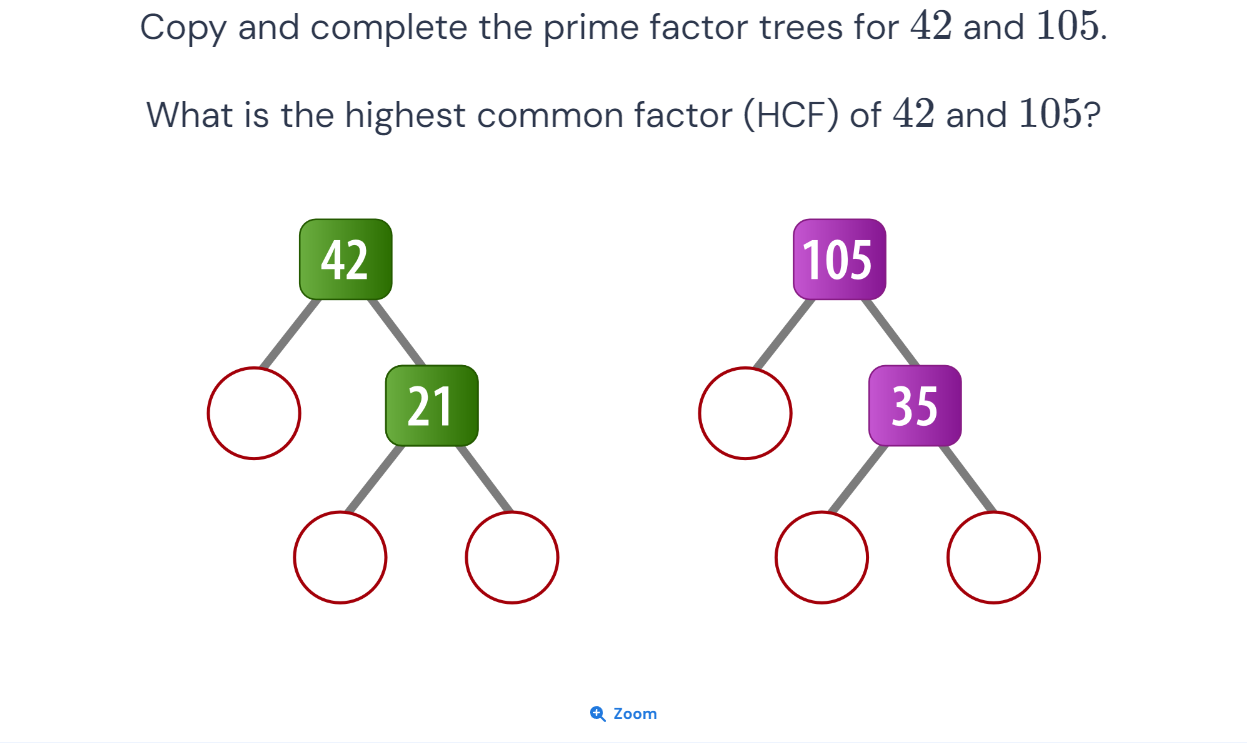 Copy and complete the prime factor trees for 42 and 105.
What is the highest common factor (HCF) of 42 and 105?
42 105
21 35
Zoom